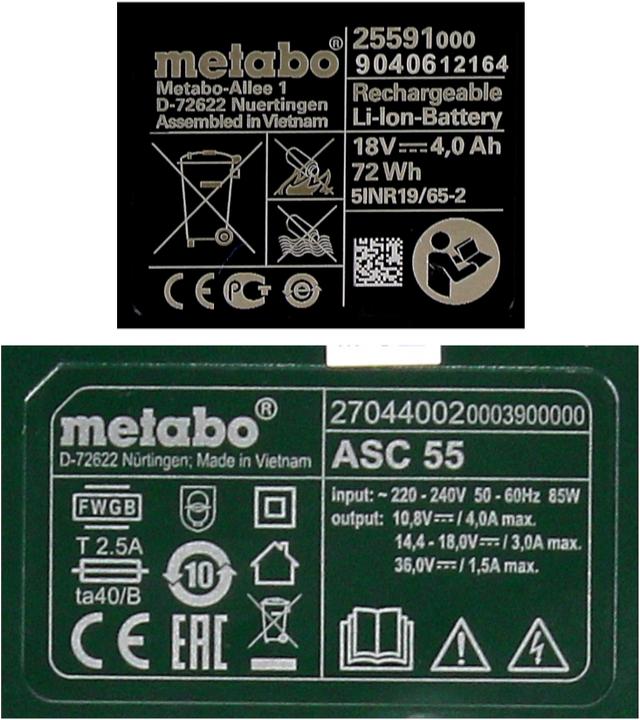 metabo®
Metabo-Allee 1
D-72622 Nuertingen
Assembled in Vietnam
25591000
9040612164
Rechargeable
Li-Ion-Battery
18V⎓4,0 Ah
72 Wh
5INR19/65-2
CE PCT e
metabo®
D-72622 Nürtingen; Made in Vietnam
270440020003900000
ASC 55
FWGB
T 2.5A
ta40/B
10
CE EAC
input: ~ 220 - 240V 50 - 60Hz 85W
output: 10,8V⎓/ 4,0A max.
14,4 - 18,0V⎓/ 3,0A max.
36,0V⎓/ 1,5A max.